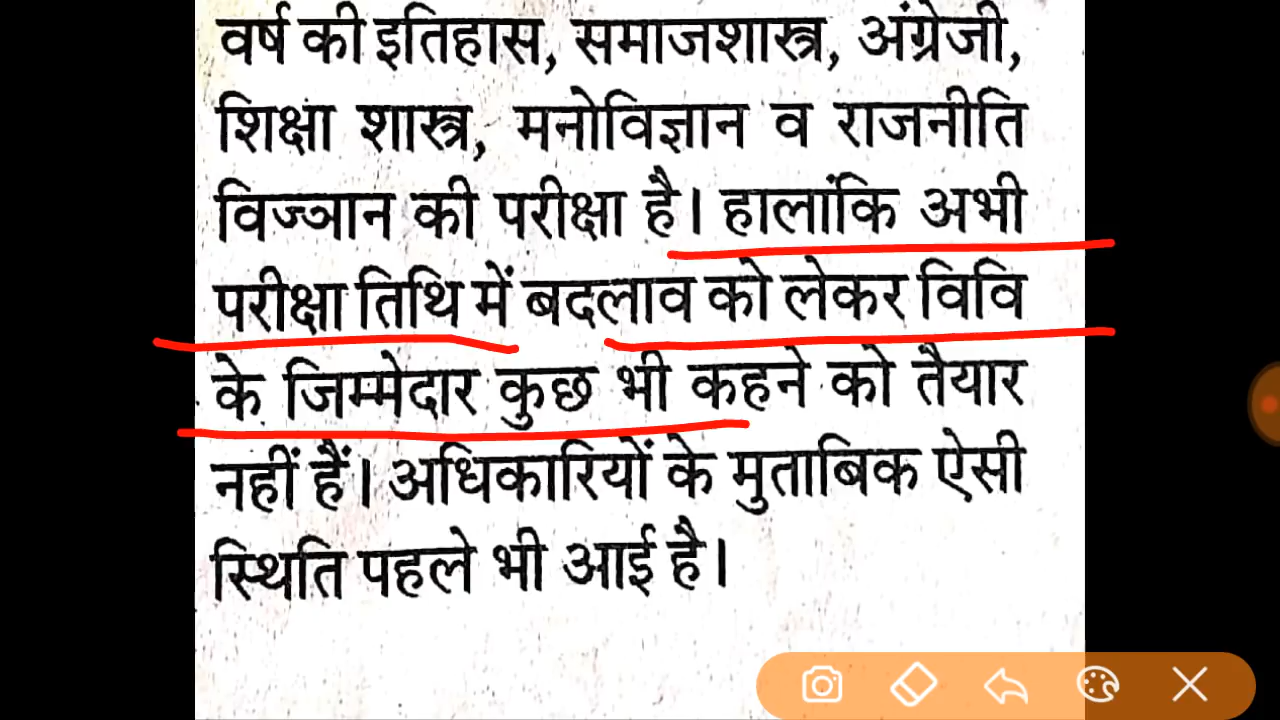 वर्ष की इतिहास, समाजशास्त्र, अंग्रेजी,
शिक्षा शास्त्र, मनोविज्ञान व राजनीति
विज्ञान की परीक्षा है। हालांकि अभी
परीक्षा तिथि में बदलाव को लेकर विवि
के जिम्मेदार कुछ भी कहने को तैयार
नहीं हैं। अधिकारियों के मुताबिक ऐसी
स्थिति पहले भी आई है।